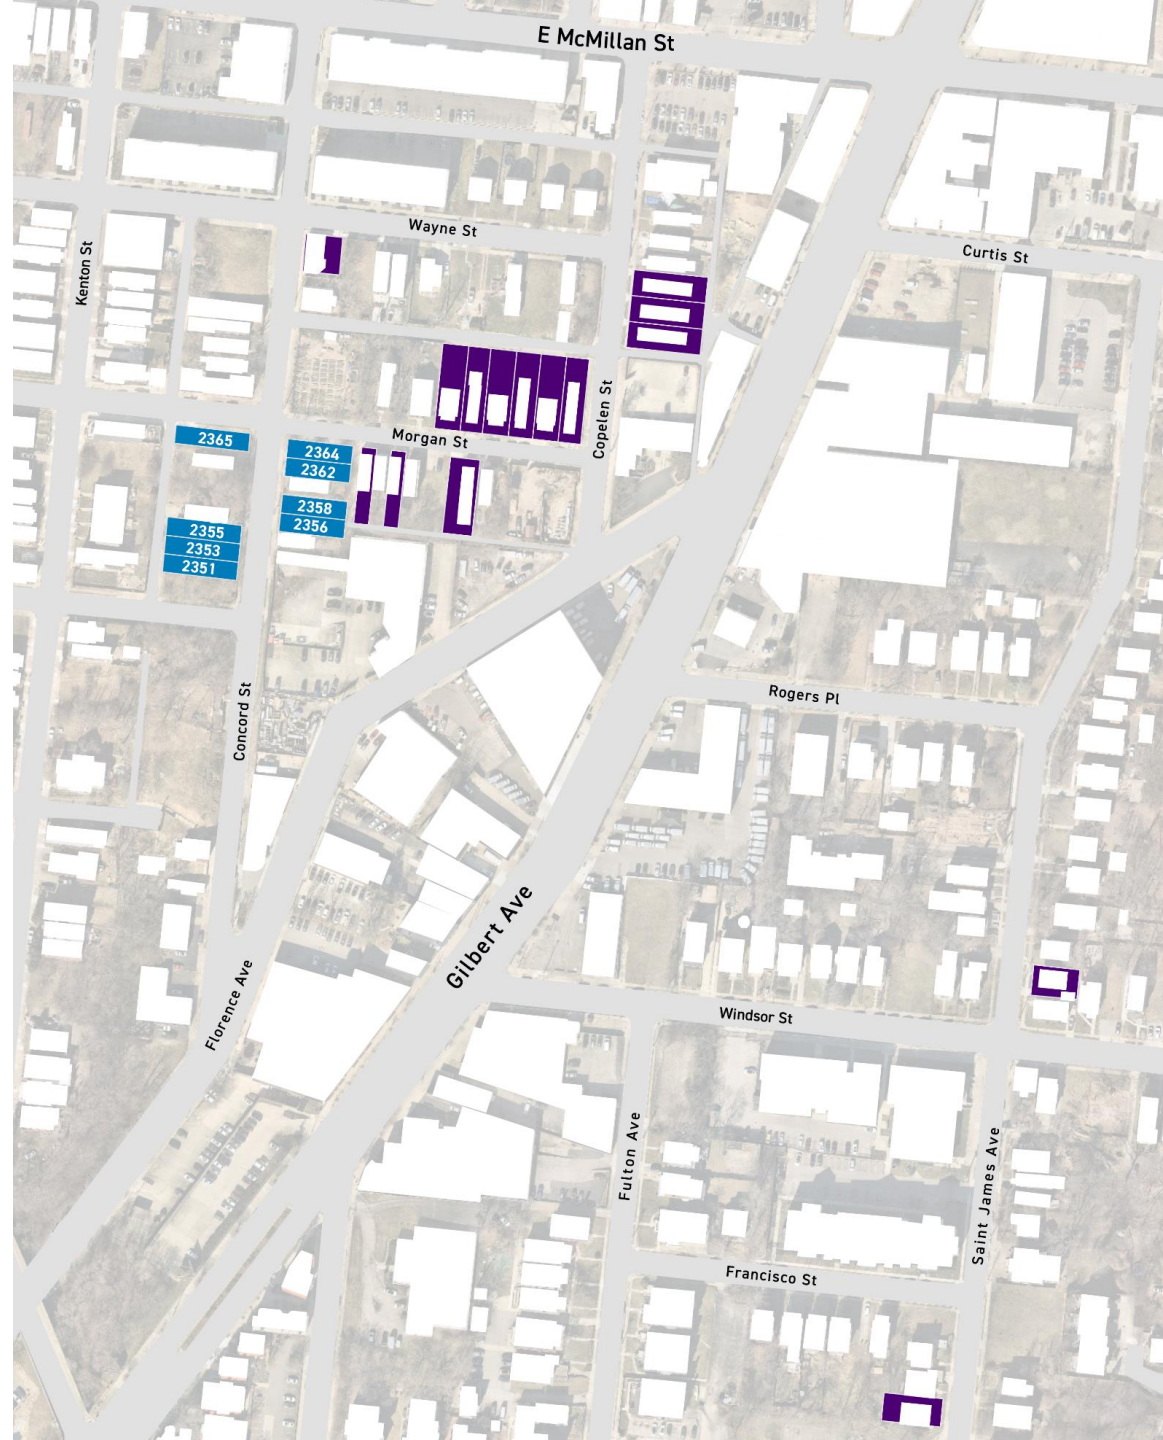 E McMillan St
Wayne St
Curtis St
Kenton St
Copelen St
Morgan St
2365
2364
2362
2358
2356
2355
2353
2351
Concord St
Rogers Pl
Gilbert Ave
Florence Ave
Windsor St
Fulton Ave
Saint James Ave
Francisco St